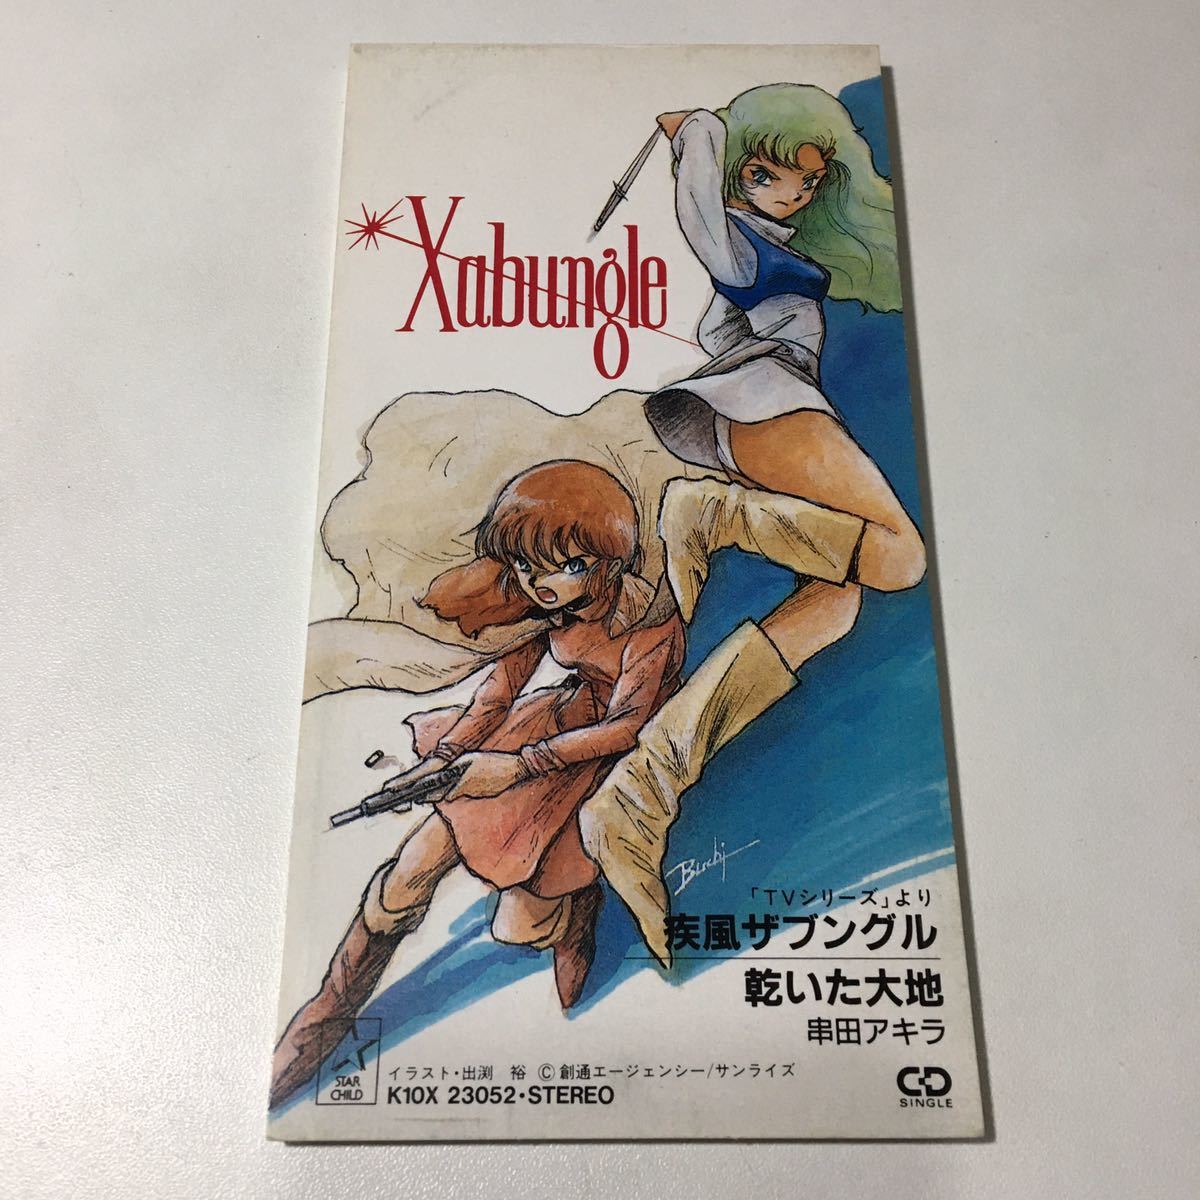 Xabungle
Buchi
「TVシリーズ」より
疾風ザブングル
乾いた大地
串田アキラ
STAR
CHILD
イラスト・出渕 裕 Ⓒ創通エージェンシー/サンライズ
K10X 23052・STEREO
CD
SINGLE